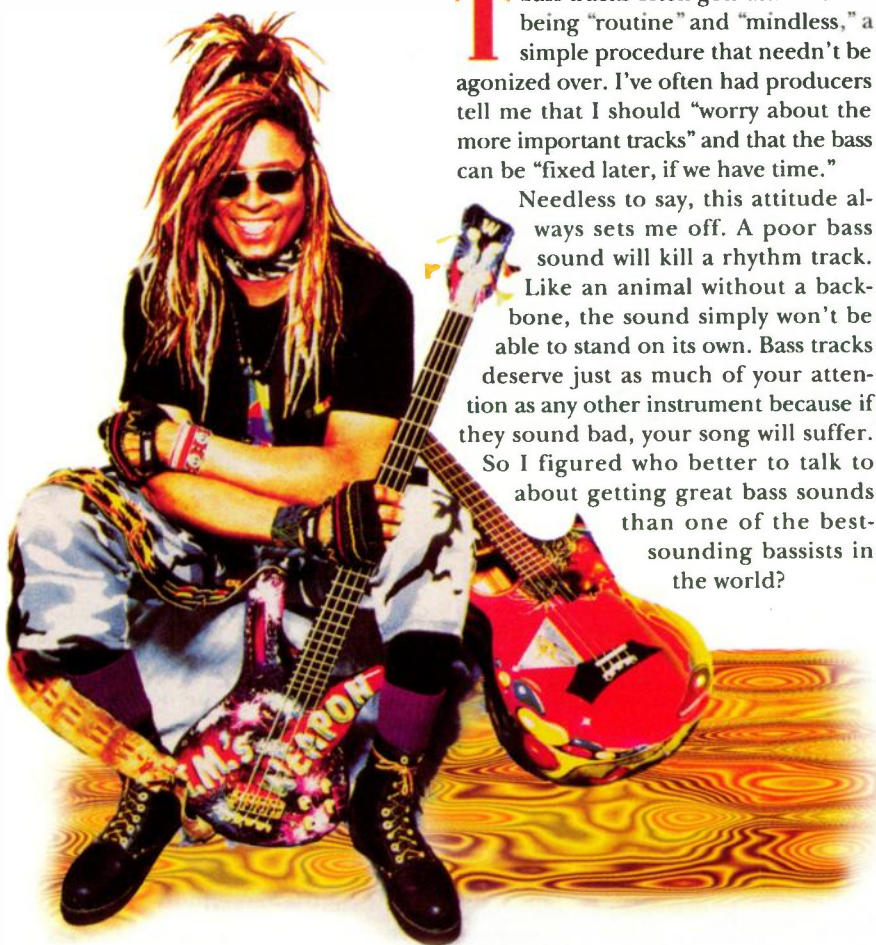 T
being "routine" and "mindless," a
simple procedure that needn't be
agonized over. I've often had producers
tell me that I should "worry about the
more important tracks" and that the bass
can be "fixed later, if we have time."
Needless to say, this attitude al-
ways sets me off. A poor bass
sound will kill a rhythm track.
Like an animal without a back-
bone, the sound simply won't be
able to stand on its own. Bass tracks
deserve just as much of your atten-
tion as any other instrument because if
they sound bad, your song will suffer.
So I figured who better to talk to
about getting great bass sounds
than one of the best-
sounding bassists in
the world?
W
WEAPON